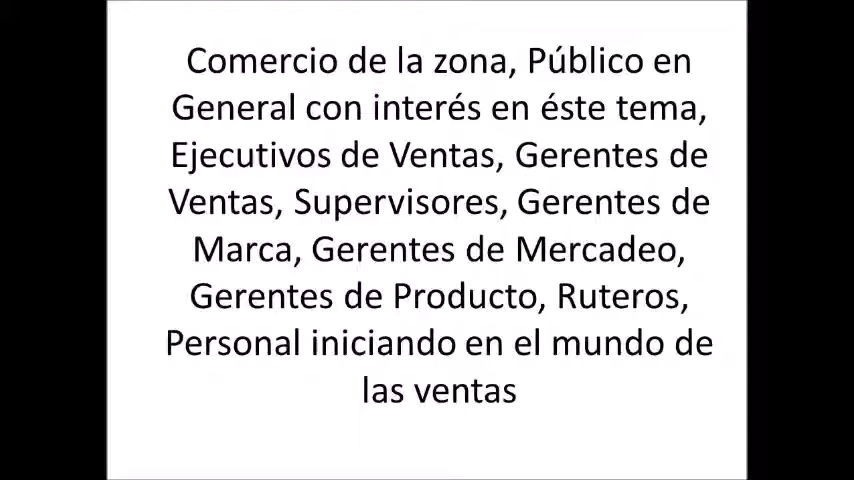 Comercio de la zona, Público en
General con interés en éste tema,
Ejecutivos de Ventas, Gerentes de
Ventas, Supervisores, Gerentes de
Marca, Gerentes de Mercadeo,
Gerentes de Producto, Ruteros,
Personal iniciando en el mundo de
las ventas